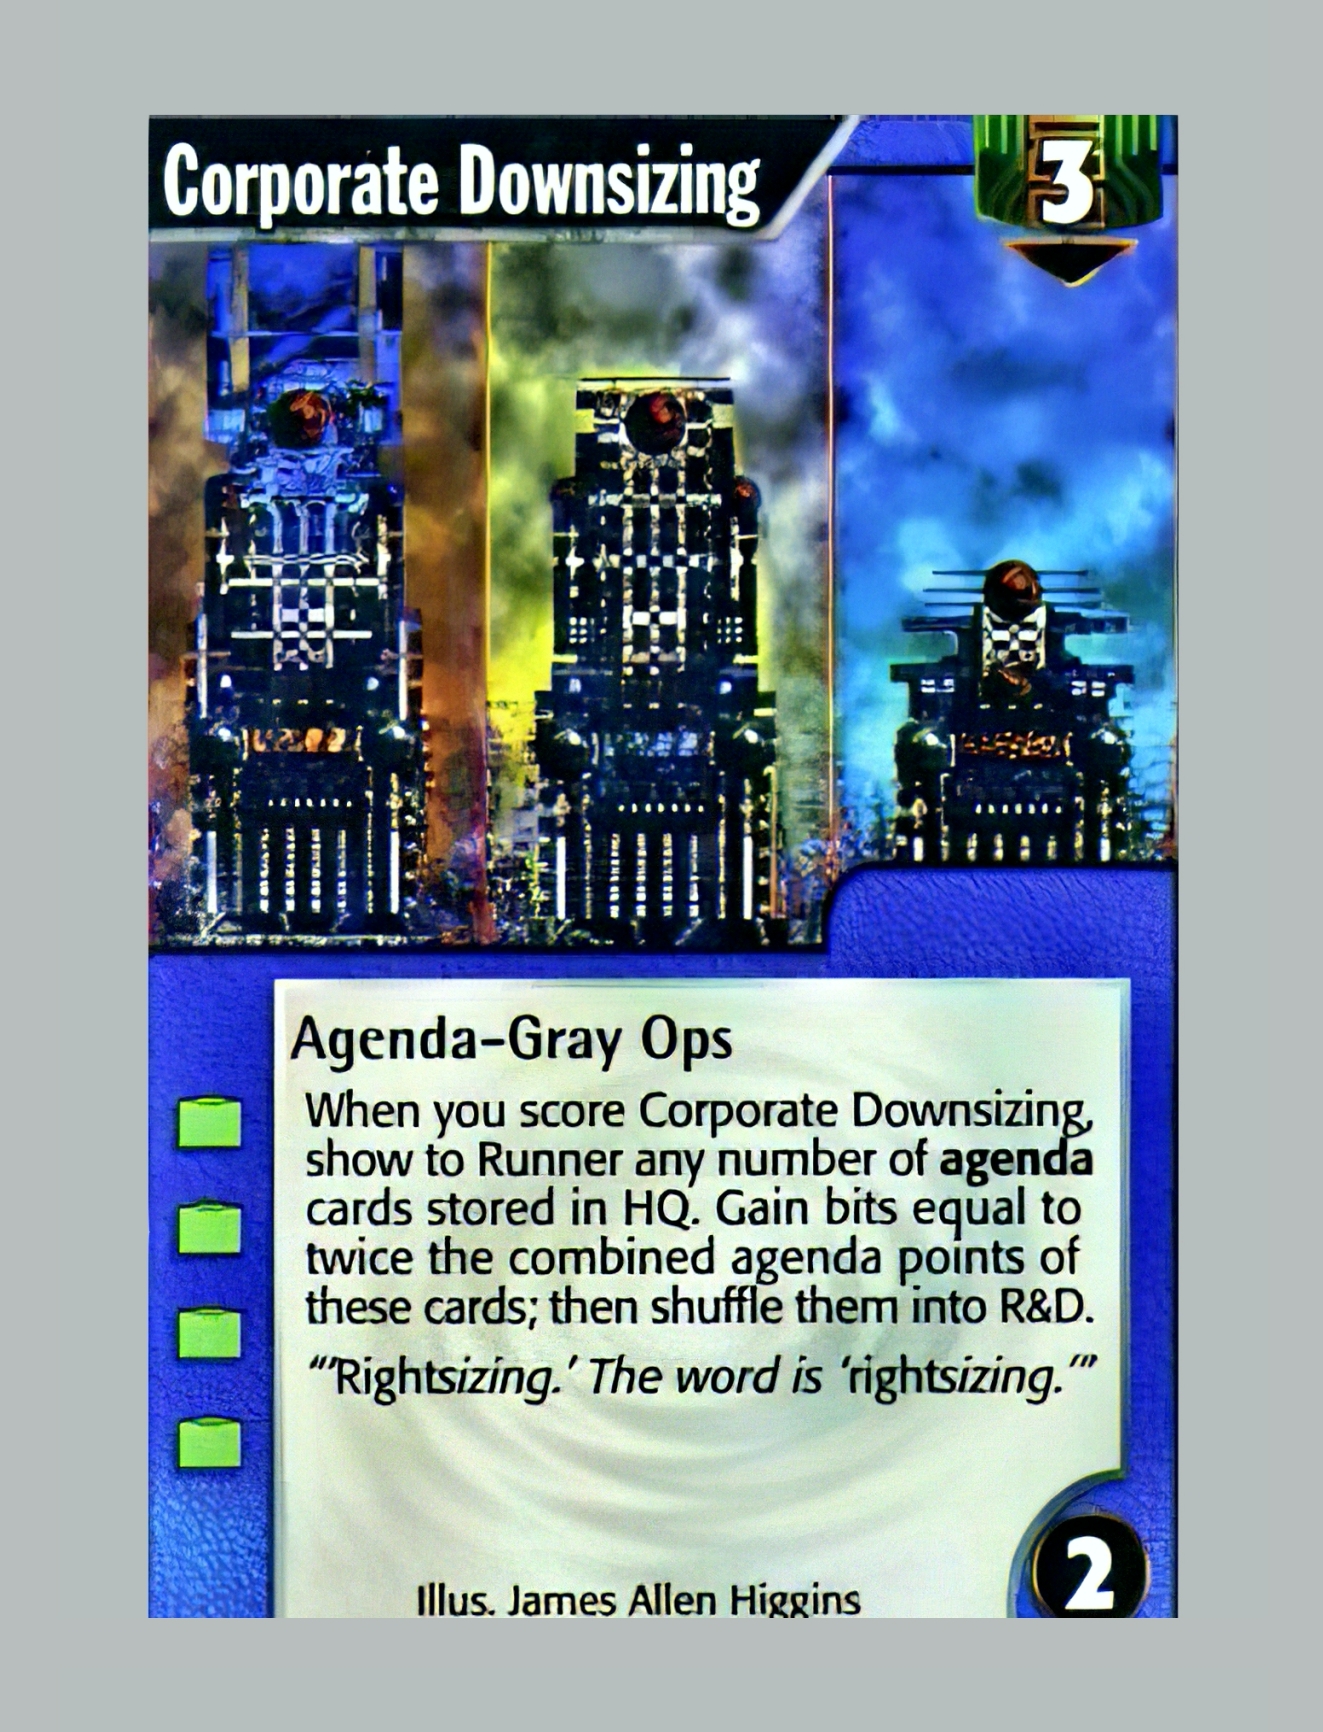 Corporate Downsizing
3
Agenda-Gray Ops
When you score Corporate Downsizing,
show to Runner any number of agenda
cards stored in HQ. Gain bits equal to
twice the combined agenda points of
these cards; then shuffle them into R&D.
"'Rightsizing.' The word is 'rightsizing.'"
2
Illus. James Allen Higgins